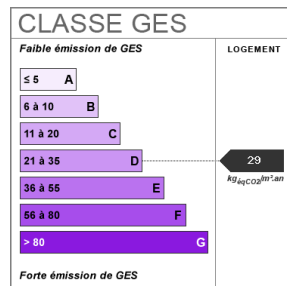 CLASSE GES
Faible émission de GES
LOGEMENT
≤ 5 A
6 à 10 B
11 à 20 C
21 à 35 D
29
kgéqCO2/m².an
36 à 55 E
56 à 80 F
> 80 G
Forte émission de GES